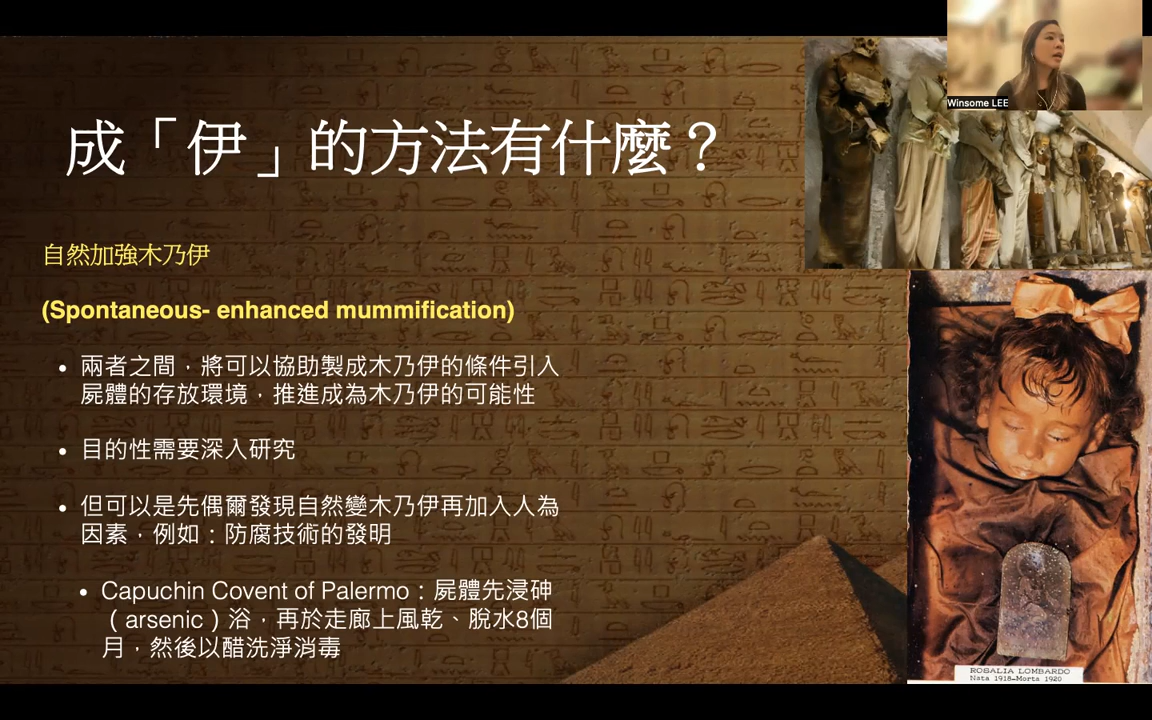 Winsome LEE
成「伊」的方法有什麼？
自然加強木乃伊
(Spontaneous- enhanced mummification)
• 兩者之間，將可以協助製成木乃伊的條件引入
屍體的存放環境，推進成為木乃伊的可能性
• 目的性需要深入研究
• 但可以是先偶爾發現自然變木乃伊再加入人為
因素，例如：防腐技術的發明
• Capuchin Covent of Palermo：屍體先浸砷
（arsenic）浴，再於走廊上風乾、脫水8個
月，然後以醋洗淨消毒
ROSALIA LOMBARDO
Nata 1918-Morta 1920